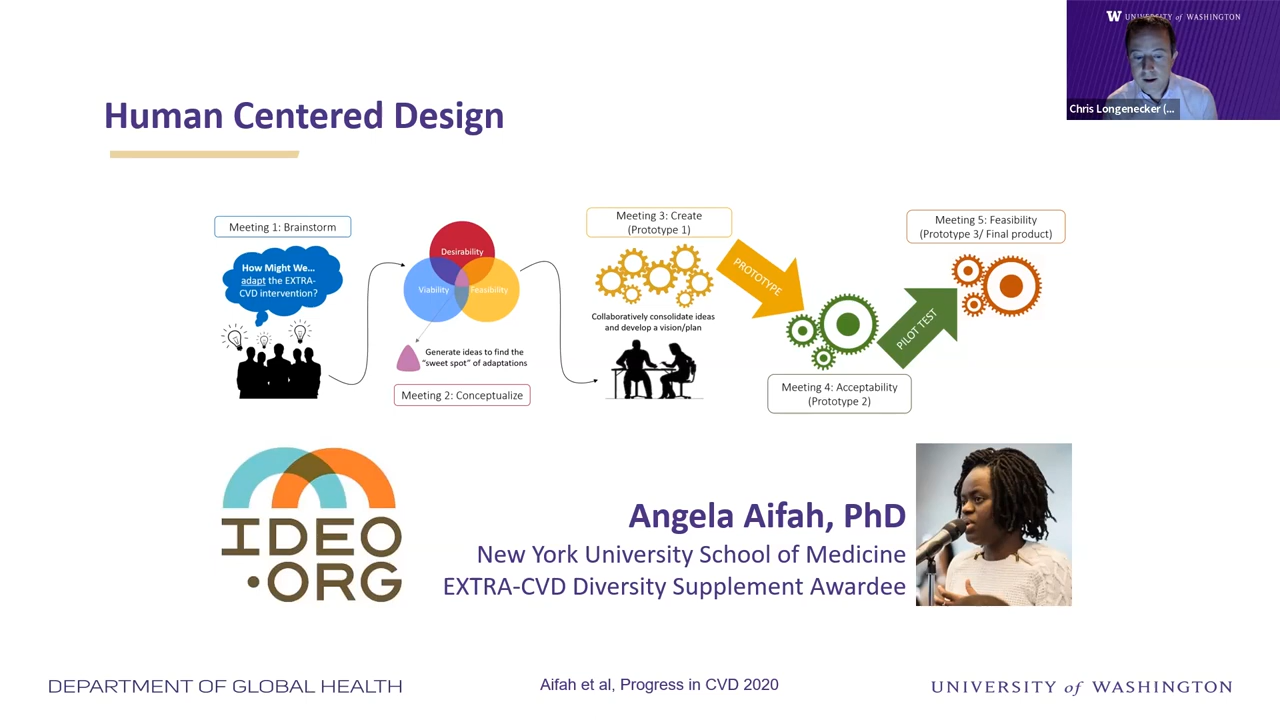 UNIVERSITY of WASHINGTON
Chris Longenecker (...
Human Centered Design
Meeting 1: Brainstorm
How Might We...
adapt the EXTRA-
CVD intervention?
Desirability
Viability
Feasibility
Generate ideas to find the
“sweet spot” of adaptations
Meeting 2: Conceptualize
Meeting 3: Create
(Prototype 1)
Collaboratively consolidate ideas
and develop a vision/plan
PROTOTYPE
Meeting 4: Acceptability
(Prototype 2)
PILOT TEST
Meeting 5: Feasibility
(Prototype 3/ Final product)
IDEO
.ORG
Angela Aifah, PhD
New York University School of Medicine
EXTRA-CVD Diversity Supplement Awardee
DEPARTMENT OF GLOBAL HEALTH
Aifah et al, Progress in CVD 2020
UNIVERSITY of WASHINGTON